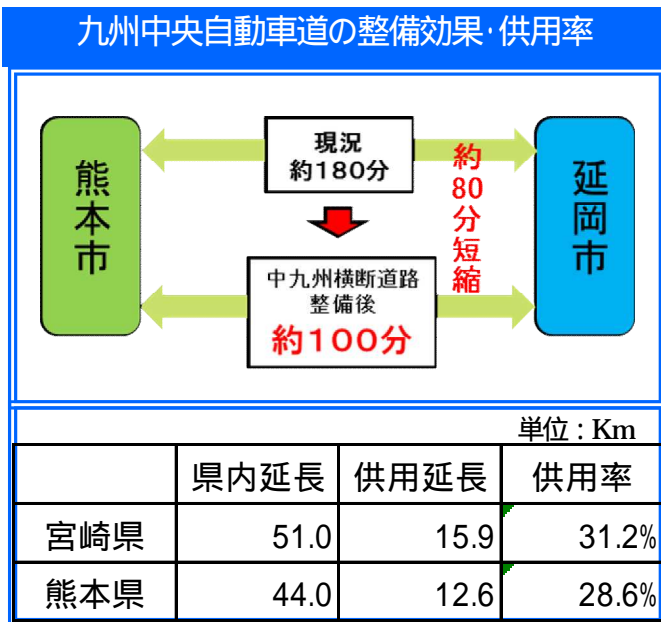 九州中央自動車道の整備効果・供用率
熊本市
現況
約180分
約80分短縮
延岡市
中九州横断道路
整備後
約100分
単位：Km
県内延長 供用延長 供用率
宮崎県 51.0 15.9 31.2%
熊本県 44.0 12.6 28.6%